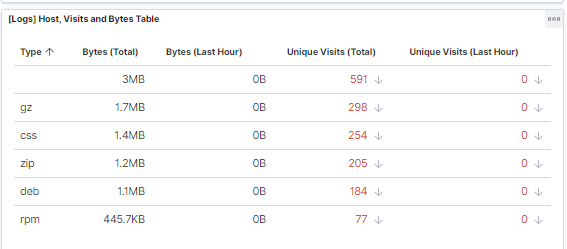 [Logs] Host, Visits and Bytes Table
Type ↑ Bytes (Total) Bytes (Last Hour) Unique Visits (Total) Unique Visits (Last Hour)
3MB 0B 591 ↓ 0 ↓
gz 1.7MB 0B 298 ↓ 0 ↓
css 1.4MB 0B 254 ↓ 0 ↓
zip 1.2MB 0B 205 ↓ 0 ↓
deb 1.1MB 0B 184 ↓ 0 ↓
rpm 445.7KB 0B 77 ↓ 0 ↓